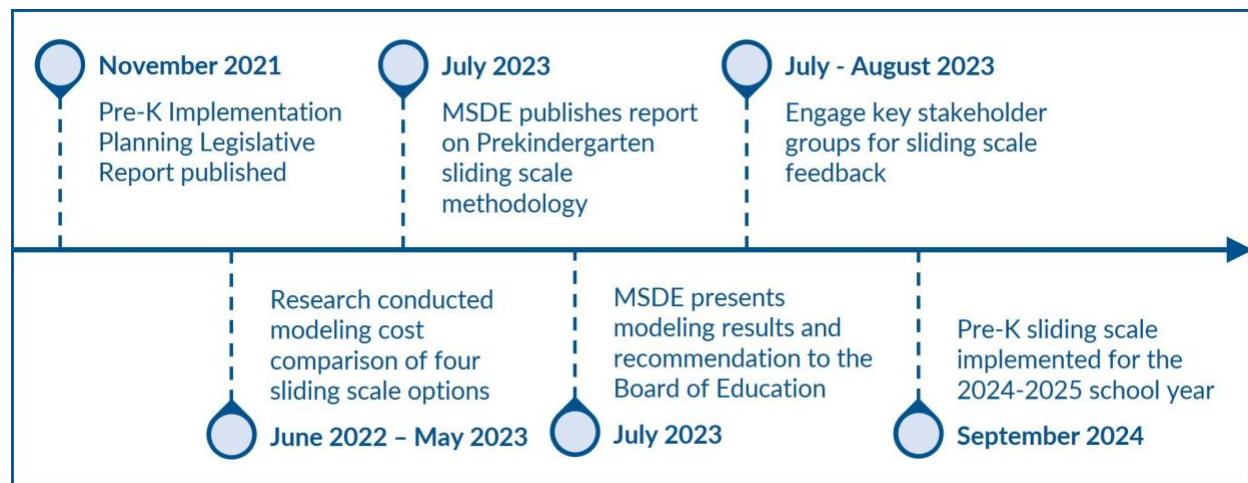 November 2021
Pre-K Implementation
Planning Legislative
Report published
July 2023
MSDE publishes report
on Prekindergarten
sliding scale
methodology
July - August 2023
Engage key stakeholder
groups for sliding scale
feedback
Research conducted
modeling cost
comparison of four
sliding scale options
June 2022 – May 2023
MSDE presents
modeling results and
recommendation to the
Board of Education
July 2023
Pre-K sliding scale
implemented for the
2024-2025 school year
September 2024